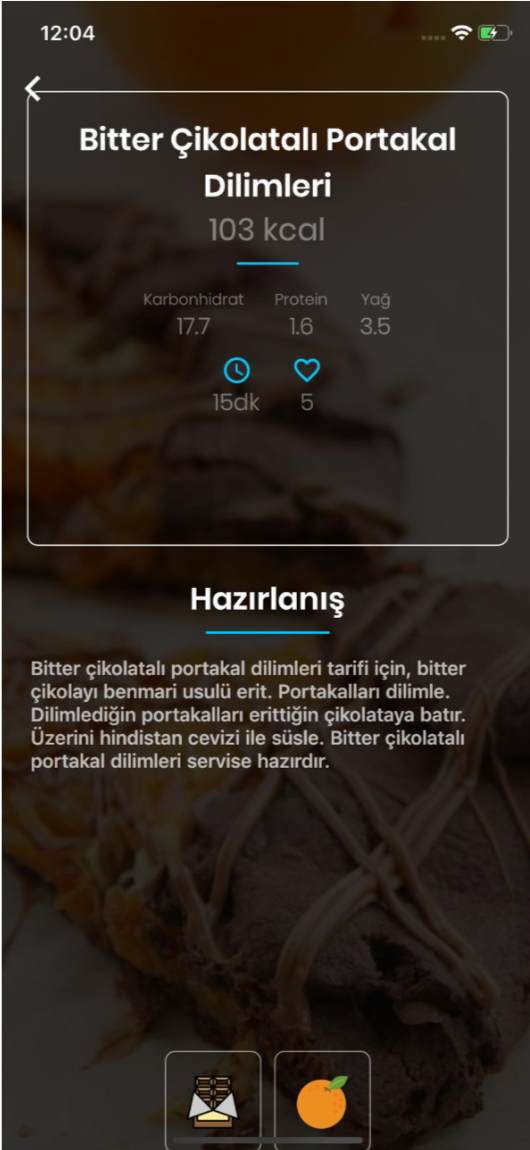 12:04
Bitter Çikolatalı Portakal
Dilimleri
103 kcal
Karbonhidrat Protein Yağ
17.7 1.6 3.5
15dk 5
Hazırlanış
Bitter çikolatalı portakal dilimleri tarifi için, bitter
çikolayı benmari usulü erit. Portakalları dilimle.
Dilimlediğin portakalları erittiğin çikolataya batır.
Üzerini hindistan cevizi ile süsle. Bitter çikolatalı
portakal dilimleri servise hazırdır.